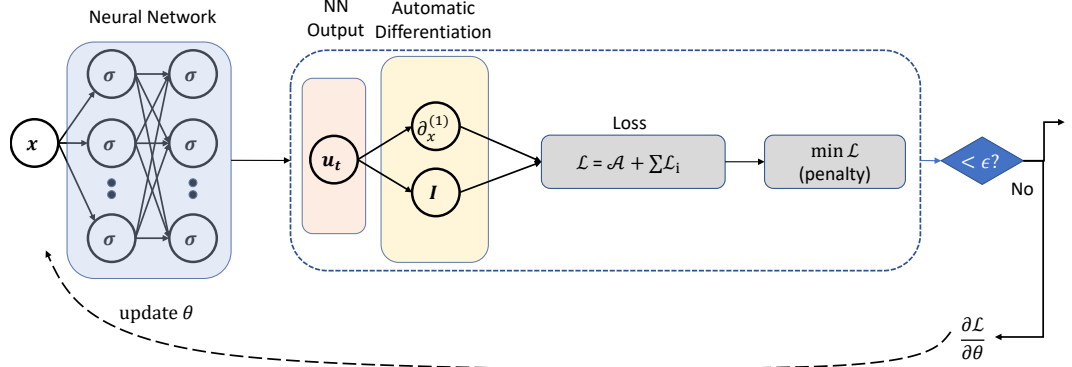 Neural Network
NN
Output
Automatic
Differentiation
x
σ
σ
σ
σ
σ
σ
u_t
∂_x^{(1)}
I
Loss
ℒ = 𝒜 + ∑ℒ_i
min ℒ
(penalty)
< ϵ?
No
update θ
∂ℒ
∂θ